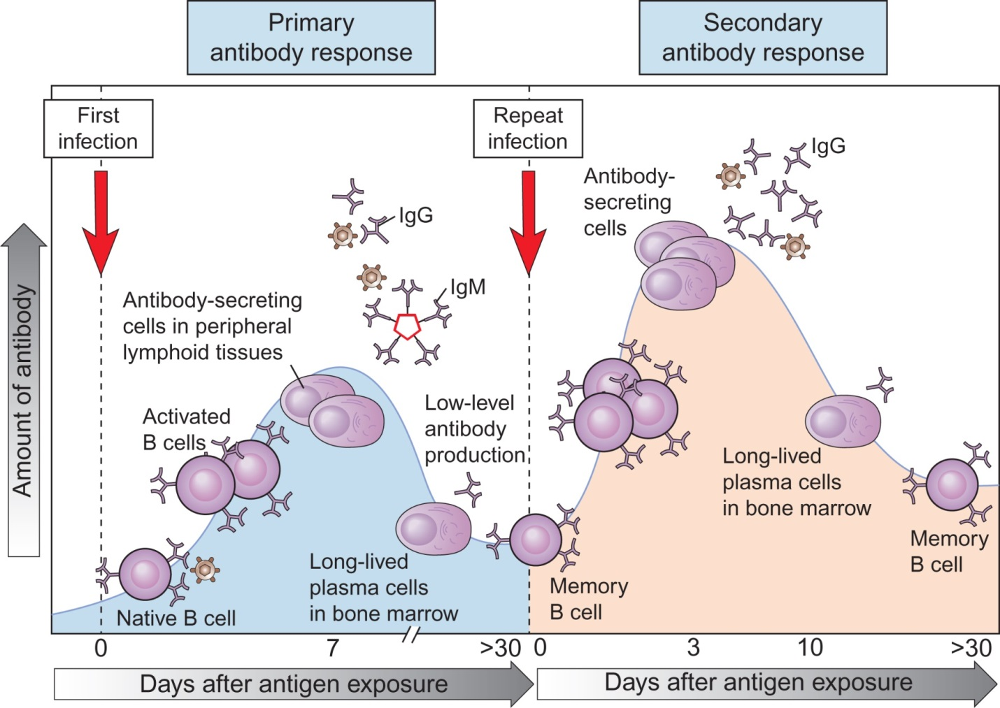 Primary
antibody response
Secondary
antibody response
First
infection
Repeat
infection
IgG
Antibody-
secreting
cells
IgG
IgM
Antibody-secreting
cells in peripheral
lymphoid tissues
Activated
B cells
Low-level
antibody
production
Long-lived
plasma cells
in bone marrow
Memory
B cell
Native B cell
Long-lived
plasma cells
in bone marrow
Memory
B cell
Amount of antibody
0 7 >30 0 3 10 >30
Days after antigen exposure
Days after antigen exposure